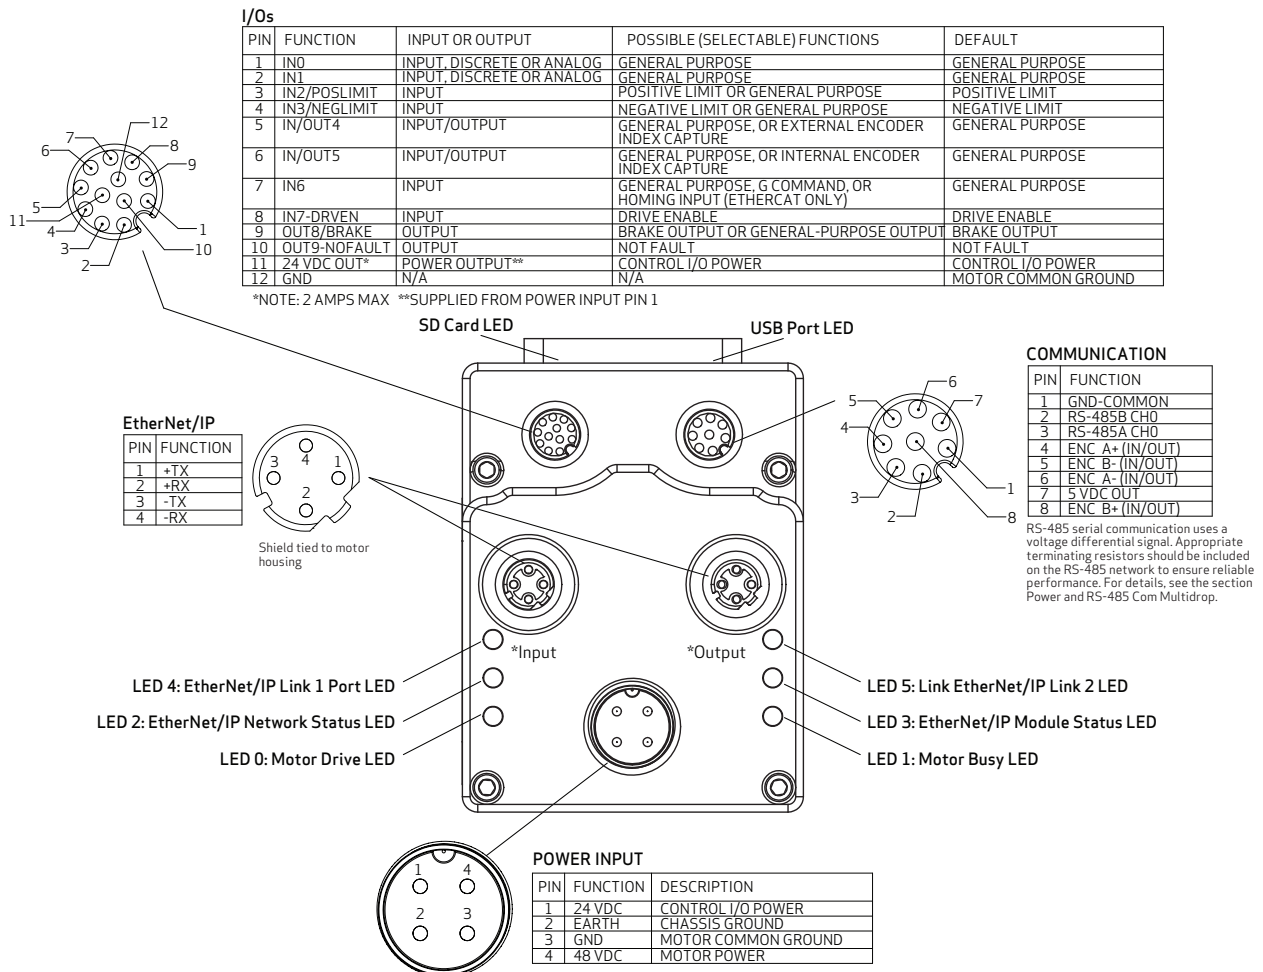 I/Os
PIN FUNCTION INPUT OR OUTPUT POSSIBLE (SELECTABLE) FUNCTIONS DEFAULT
1 IN0 INPUT, DISCRETE OR ANALOG GENERAL PURPOSE GENERAL PURPOSE
2 IN1 INPUT, DISCRETE OR ANALOG GENERAL PURPOSE GENERAL PURPOSE
3 IN2/POSLIMIT INPUT POSITIVE LIMIT OR GENERAL PURPOSE POSITIVE LIMIT
4 IN3/NEGLIMIT INPUT NEGATIVE LIMIT OR GENERAL PURPOSE NEGATIVE LIMIT
5 IN/OUT4 INPUT/OUTPUT GENERAL PURPOSE, OR EXTERNAL ENCODER GENERAL PURPOSE
INDEX CAPTURE
6 IN/OUT5 INPUT/OUTPUT GENERAL PURPOSE, OR INTERNAL ENCODER GENERAL PURPOSE
INDEX CAPTURE
7 IN6 INPUT GENERAL PURPOSE, G COMMAND, OR GENERAL PURPOSE
HOMING INPUT (ETHERCAT ONLY)
8 IN7-DRVEN INPUT DRIVE ENABLE DRIVE ENABLE
9 OUT8/BRAKE OUTPUT BRAKE OUTPUT OR GENERAL-PURPOSE OUTPUT BRAKE OUTPUT
10 OUT9-NOFAULT OUTPUT NOT FAULT NOT FAULT
11 24 VDC OUT* POWER OUTPUT** CONTROL I/O POWER CONTROL I/O POWER
12 GND N/A N/A MOTOR COMMON GROUND
*NOTE: 2 AMPS MAX **SUPPLIED FROM POWER INPUT PIN 1
12
7
8
6
9
5
11
4
1
3
10
2
SD Card LED
USB Port LED
COMMUNICATION
PIN FUNCTION
1 GND-COMMON
2 RS-485B CH0
3 RS-485A CH0
4 ENC A+ (IN/OUT)
5 ENC B- (IN/OUT)
6 ENC A- (IN/OUT)
7 5 VDC OUT
8 ENC B+ (IN/OUT)
RS-485 serial communication uses a
voltage differential signal. Appropriate
terminating resistors should be included
on the RS-485 network to ensure reliable
performance. For details, see the section
Power and RS-485 Com Multidrop.
6
5
7
4
3
1
2
8
EtherNet/IP
PIN FUNCTION
1 +TX
2 +RX
3 -TX
4 -RX
3
4
1
2
Shield tied to motor
housing
*Input
*Output
LED 4: EtherNet/IP Link 1 Port LED
LED 5: Link EtherNet/IP Link 2 LED
LED 2: EtherNet/IP Network Status LED
LED 3: EtherNet/IP Module Status LED
LED 0: Motor Drive LED
LED 1: Motor Busy LED
1 4
2 3
POWER INPUT
PIN FUNCTION DESCRIPTION
1 24 VDC CONTROL I/O POWER
2 EARTH CHASSIS GROUND
3 GND MOTOR COMMON GROUND
4 48 VDC MOTOR POWER